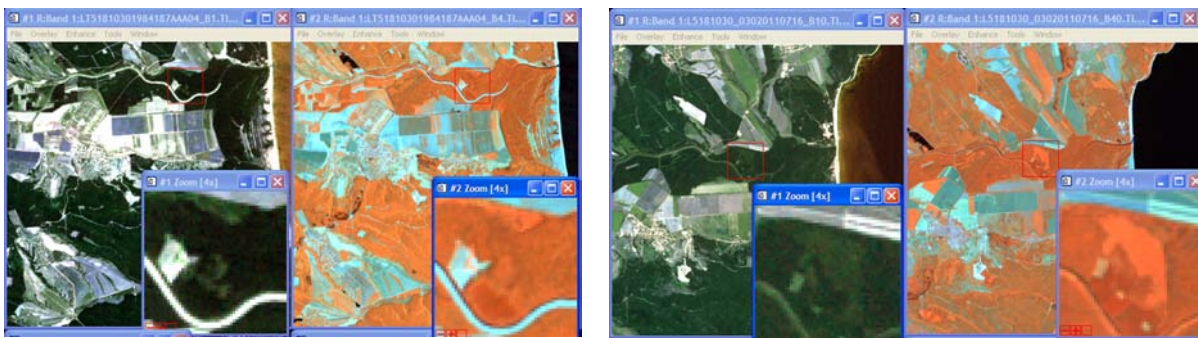 #1 R:Band 1:LT51810301984187AAA04_B1.TI...
File Overlay Enhance Tools Window
#2 R:Band 1:LT51810301984187AAA04_B4.TI...
File Overlay Enhance Tools Window
#1 Zoom [4x]
#2 Zoom [4x]
#1 R:Band 1:L5181030_03020110716_B10.TI...
File Overlay Enhance Tools Window
#2 R:Band 1:L5181030_03020110716_B40.TI...
File Overlay Enhance Tools Window
#1 Zoom [4x]
#2 Zoom [4x]